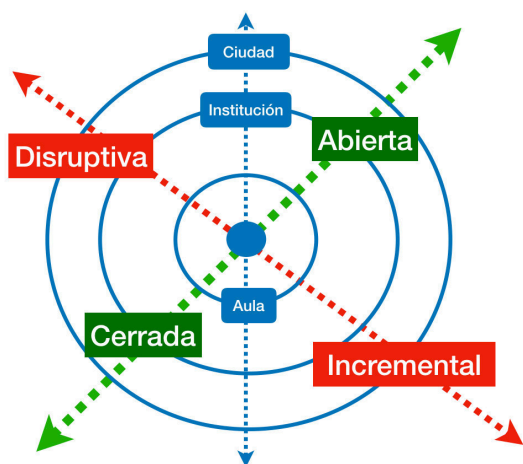 Ciudad
Institución
Abierta
Disruptiva
Aula
Cerrada
Incremental